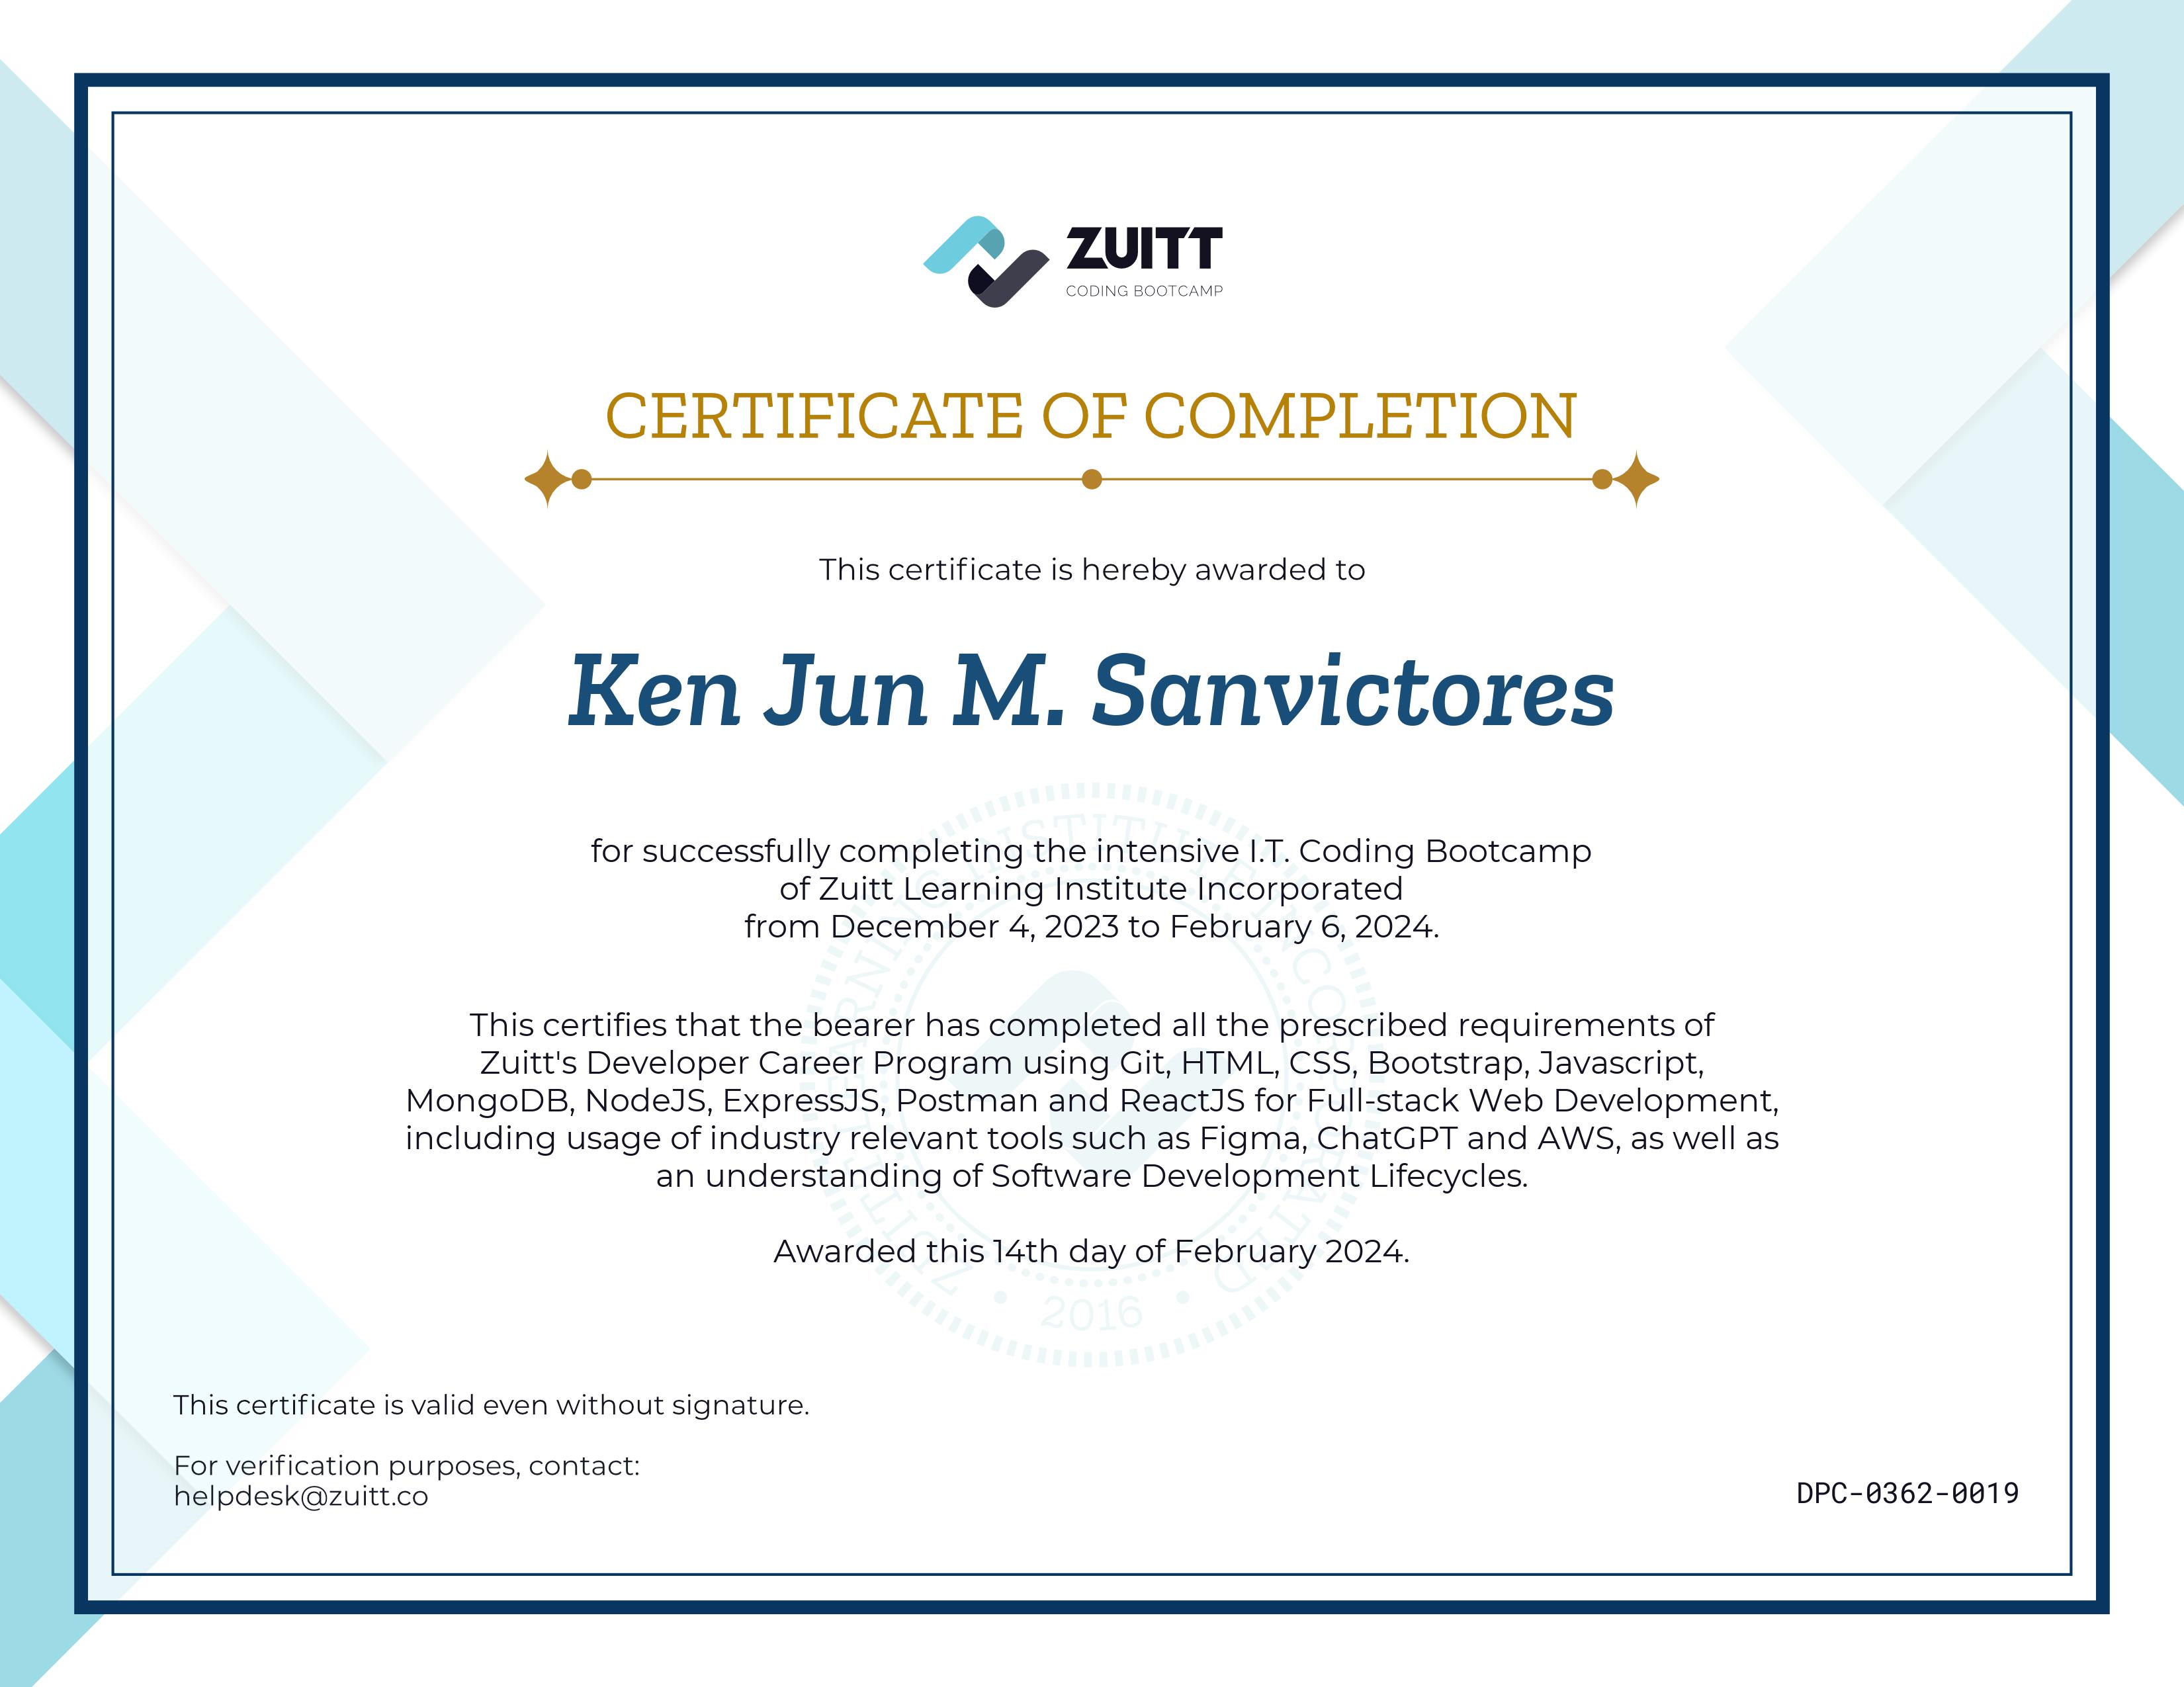 ZUITT
CODING BOOTCAMP
CERTIFICATE OF COMPLETION
This certificate is hereby awarded to
Ken Jun M. Sanvictores
for successfully completing the intensive I.T. Coding Bootcamp
of Zuitt Learning Institute Incorporated
from December 4, 2023 to February 6, 2024.
This certifies that the bearer has completed all the prescribed requirements of
Zuitt's Developer Career Program using Git, HTML, CSS, Bootstrap, Javascript,
MongoDB, NodeJS, ExpressJS, Postman and ReactJS for Full-stack Web Development,
including usage of industry relevant tools such as Figma, ChatGPT and AWS, as well as
an understanding of Software Development Lifecycles.
Awarded this 14th day of February 2024.
ZUITT LEARNING INSTITUTE INCORPORATED
• 2016 •
This certificate is valid even without signature.
For verification purposes, contact:
helpdesk@zuitt.co
DPC-0362-0019